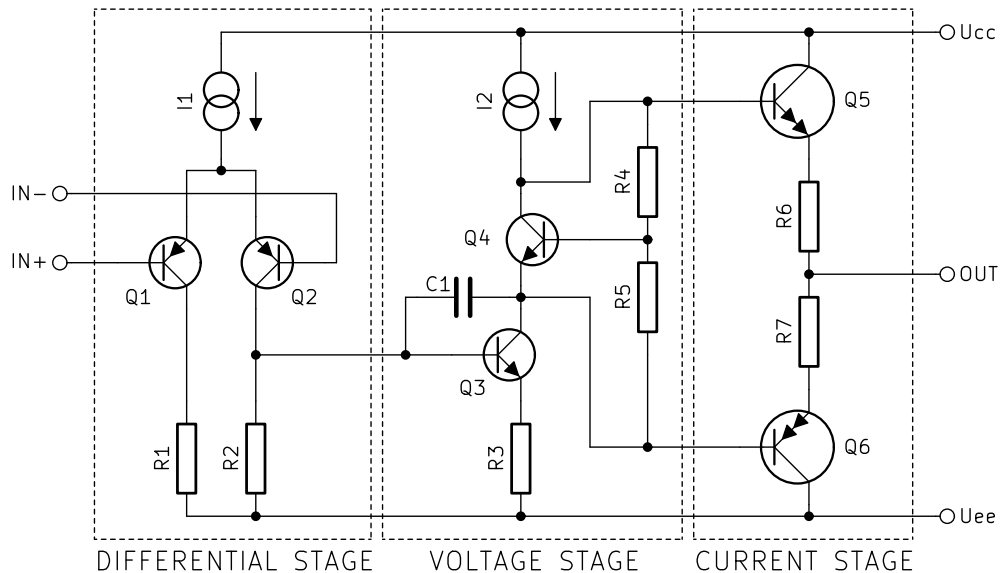 Ucc
I1
I2
Q5
IN-
R4
R6
Q4
IN+
OUT
Q1
Q2
C1
R5
R7
Q3
R1
R2
R3
Q6
Uee
DIFFERENTIAL STAGE
VOLTAGE STAGE
CURRENT STAGE